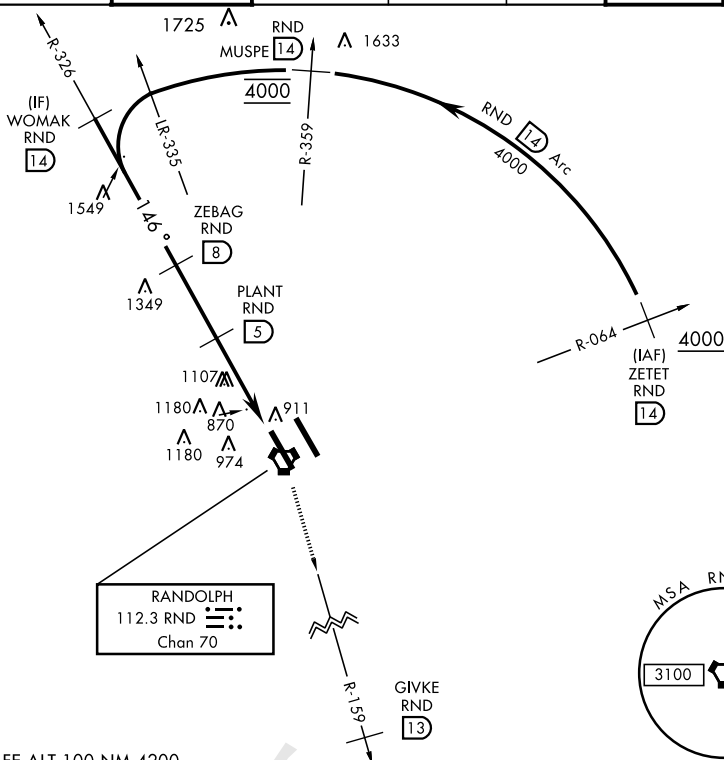 1725
RND
MUSPE 14
1633
4000
R-326
(IF)
WOMAK
RND
14
LR-335
R-359
RND 14 Arc
4000
1549
146°
ZEBAG
RND
8
1349
PLANT
RND
5
R-064
4000
(IAF)
ZETET
RND
14
1107
1180
870
911
1180
974
RANDOLPH
112.3 RND
Chan 70
MSA RN
3100
R-159
GIVKE
RND
13
ALT 100 NM 4200